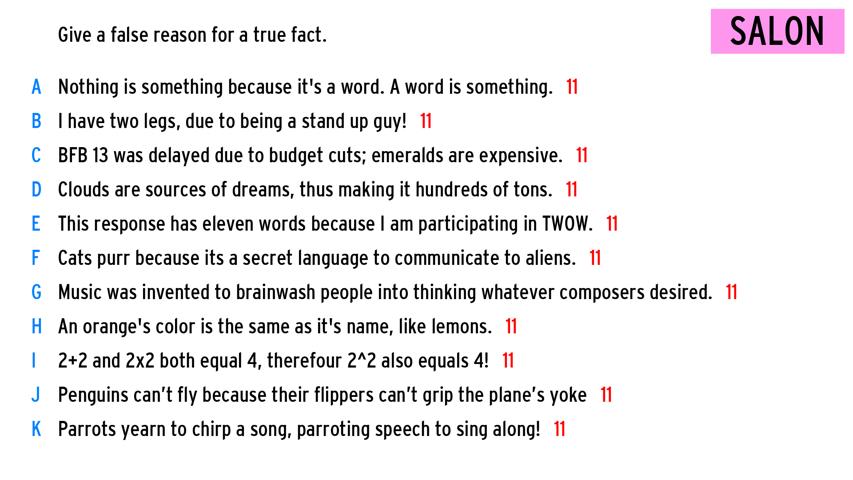 Give a false reason for a true fact.
SALON
A Nothing is something because it's a word. A word is something. 11
B I have two legs, due to being a stand up guy! 11
C BFB 13 was delayed due to budget cuts; emeralds are expensive. 11
D Clouds are sources of dreams, thus making it hundreds of tons. 11
E This response has eleven words because I am participating in TWOW. 11
F Cats purr because its a secret language to communicate to aliens. 11
G Music was invented to brainwash people into thinking whatever composers desired. 11
H An orange's color is the same as it's name, like lemons. 11
I 2+2 and 2x2 both equal 4, therefour 2^2 also equals 4! 11
J Penguins can’t fly because their flippers can’t grip the plane’s yoke 11
K Parrots yearn to chirp a song, parroting speech to sing along! 11